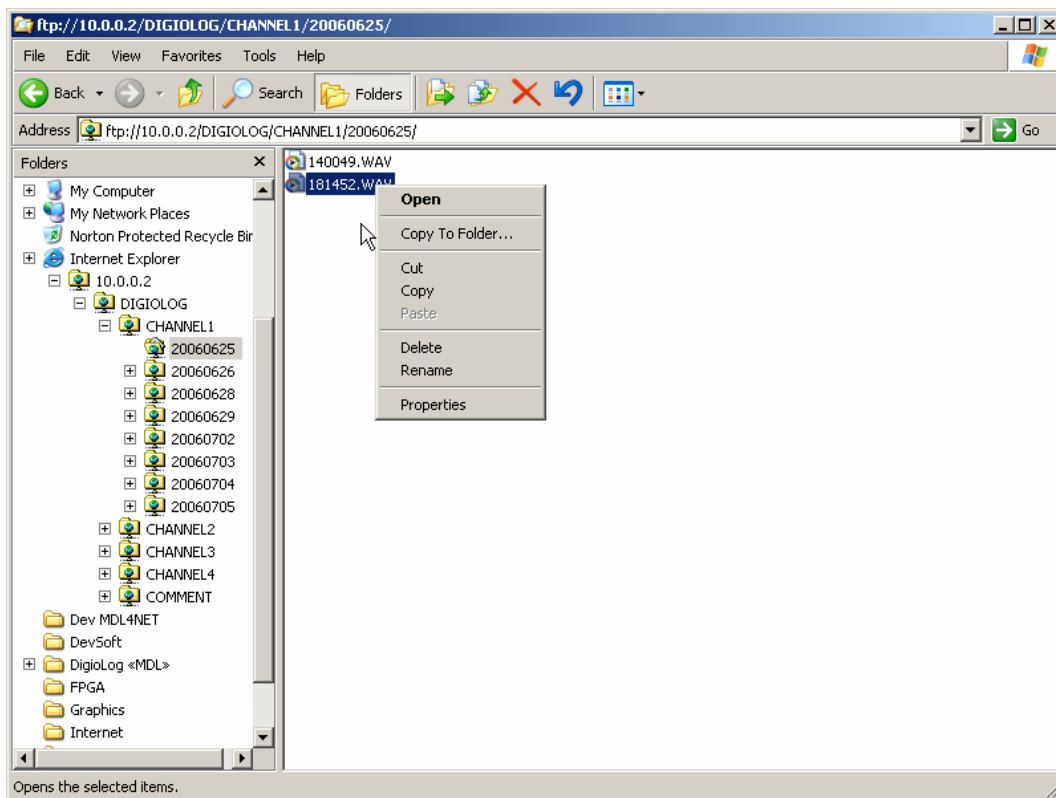 ftp://10.0.0.2/DIGIOLOG/CHANNEL1/20060625/
File Edit View Favorites Tools Help
Back Search Folders
Address ftp://10.0.0.2/DIGIOLOG/CHANNEL1/20060625/ Go
Folders
My Computer
My Network Places
Norton Protected Recycle Bir
Internet Explorer
10.0.0.2
DIGIOLOG
CHANNEL1
20060625
20060626
20060628
20060629
20060702
20060703
20060704
20060705
CHANNEL2
CHANNEL3
CHANNEL4
COMMENT
Dev MDL4NET
DevSoft
DigioLog «MDL»
FPGA
Graphics
Internet
140049.WAV
181452.WAV
Open
Copy To Folder...
Cut
Copy
Paste
Delete
Rename
Properties
Opens the selected items.